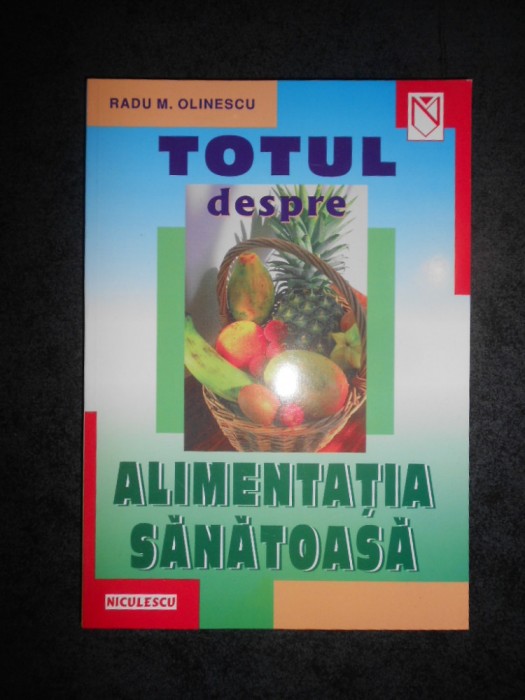 RADU M. OLINESCU
TOTUL
despre
ALIMENTAȚIA
SĂNĂTOASĂ
NICULESCU